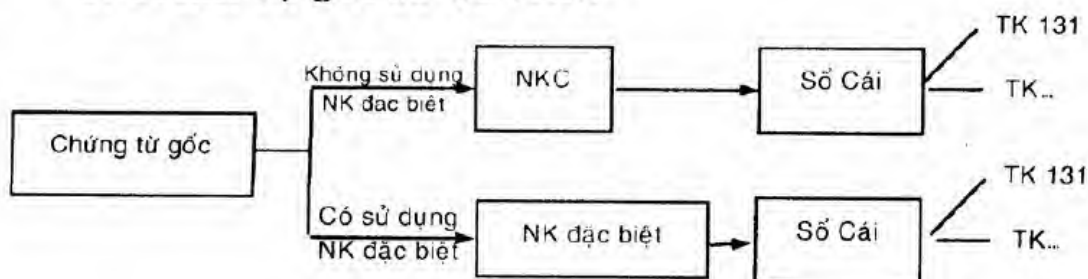 Chứng từ gốc
Không sử dụng
NK đặc biệt
NKC
Sổ Cái
TK 131
TK...
Có sử dụng
NK đặc biệt
NK đặc biệt
Sổ Cái
TK 131
TK...